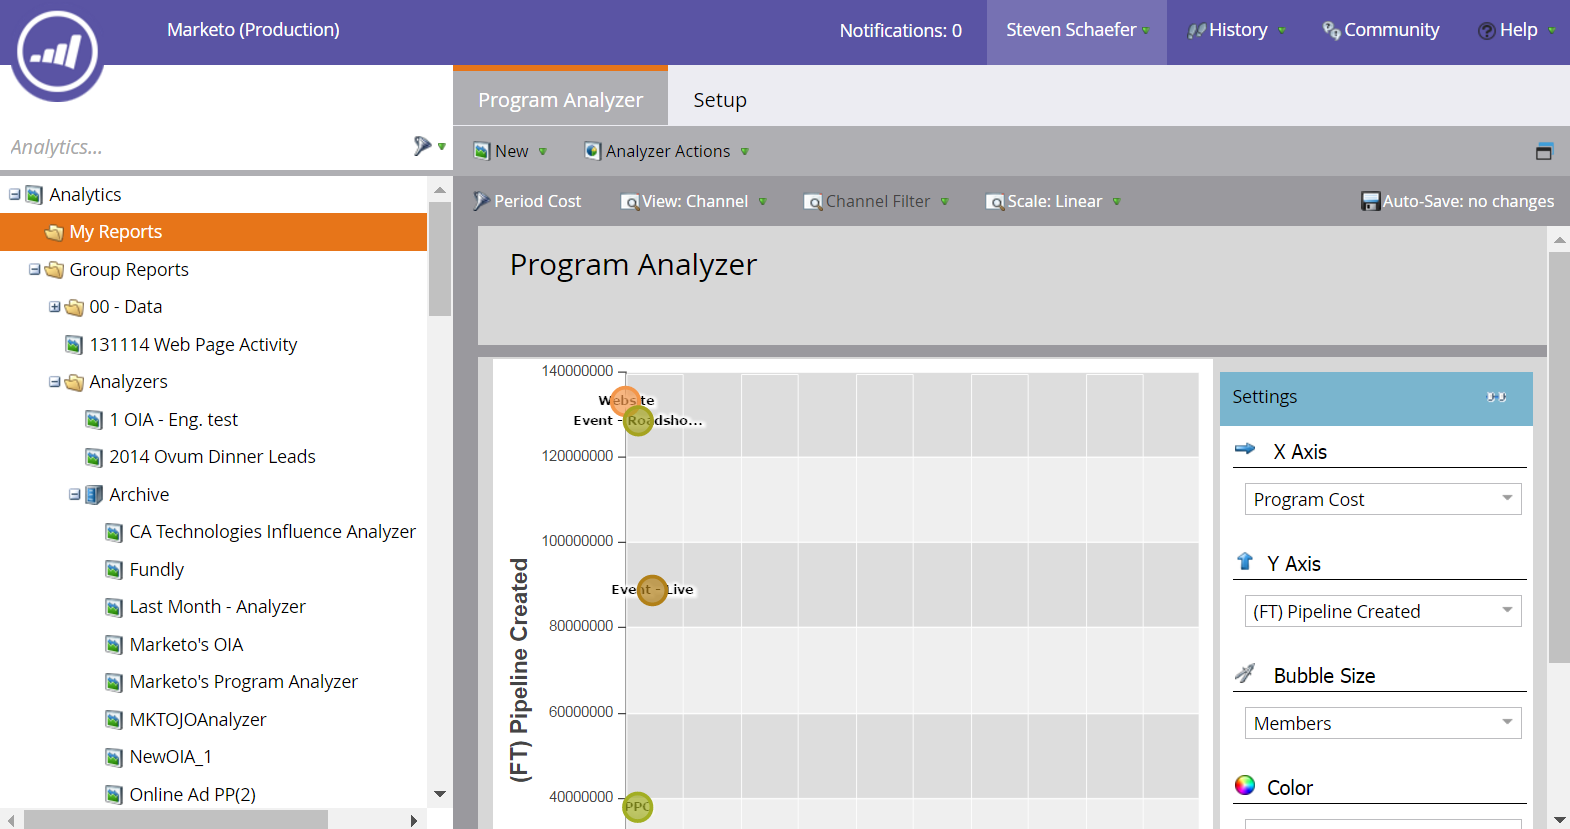 Marketo (Production)
Notifications: 0
Steven Schaefer
History
Community
Help
Analytics...
Program Analyzer
Setup
New
Analyzer Actions
Period Cost
View: Channel
Channel Filter
Scale: Linear
Auto-Save: no changes
Analytics
My Reports
Group Reports
00 - Data
131114 Web Page Activity
Analyzers
1 OIA - Eng. test
2014 Ovum Dinner Leads
Archive
CA Technologies Influence Analyzer
Fundly
Last Month - Analyzer
Marketo's OIA
Marketo's Program Analyzer
MKTOJOAnalyzer
NewOIA_1
Online Ad PP(2)
Program Analyzer
(FT) Pipeline Created
140000000
120000000
100000000
80000000
60000000
40000000
Website
Event - Roadsho...
Event - Live
PPC
Settings
X Axis
Program Cost
Y Axis
(FT) Pipeline Created
Bubble Size
Members
Color